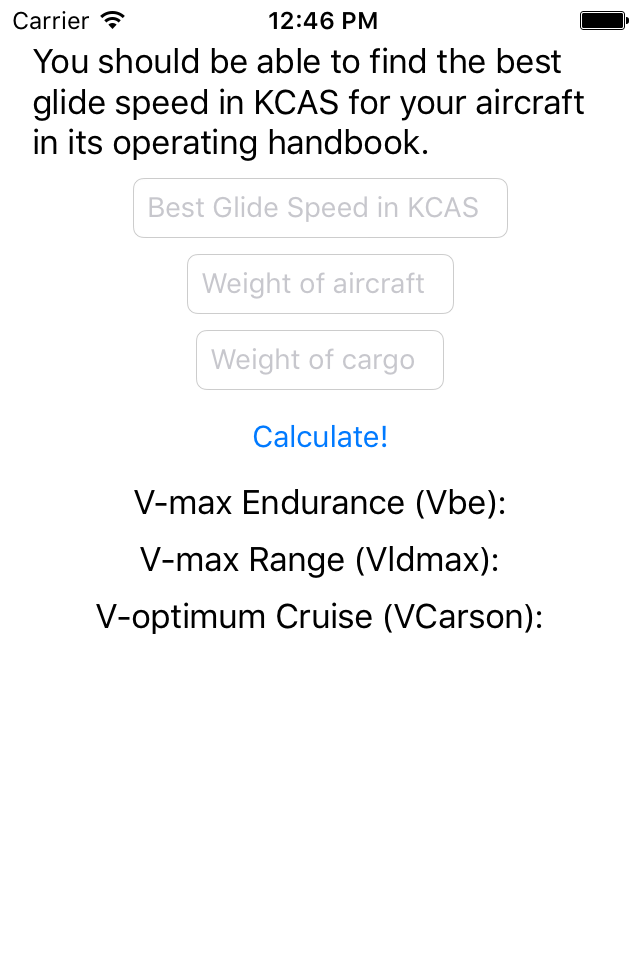 Carrier 12:46 PM
You should be able to find the best
glide speed in KCAS for your aircraft
in its operating handbook.
Best Glide Speed in KCAS
Weight of aircraft
Weight of cargo
Calculate!
V-max Endurance (Vbe):
V-max Range (Vldmax):
V-optimum Cruise (VCarson):